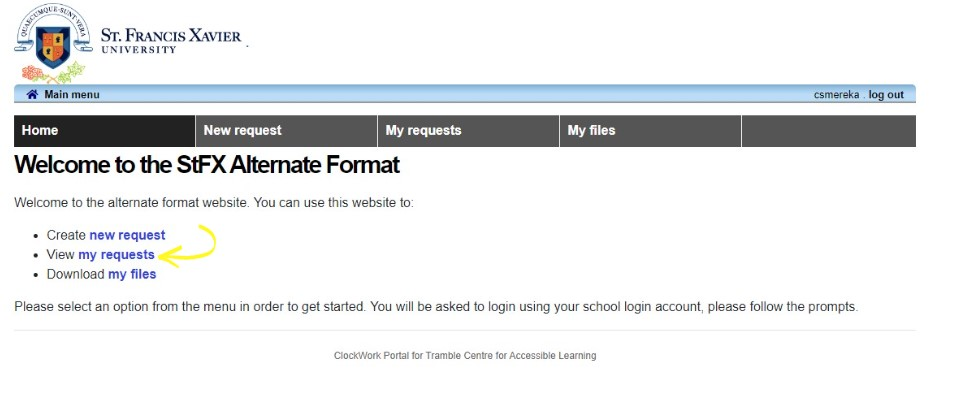 QUAECUMQUE·SUNT·VERA
ST. FRANCIS XAVIER
UNIVERSITY
Main menu
csmereka . log out
Home New request My requests My files
Welcome to the StFX Alternate Format
Welcome to the alternate format website. You can use this website to:
• Create new request
• View my requests
• Download my files
Please select an option from the menu in order to get started. You will be asked to login using your school login account, please follow the prompts.
ClockWork Portal for Tramble Centre for Accessible Learning